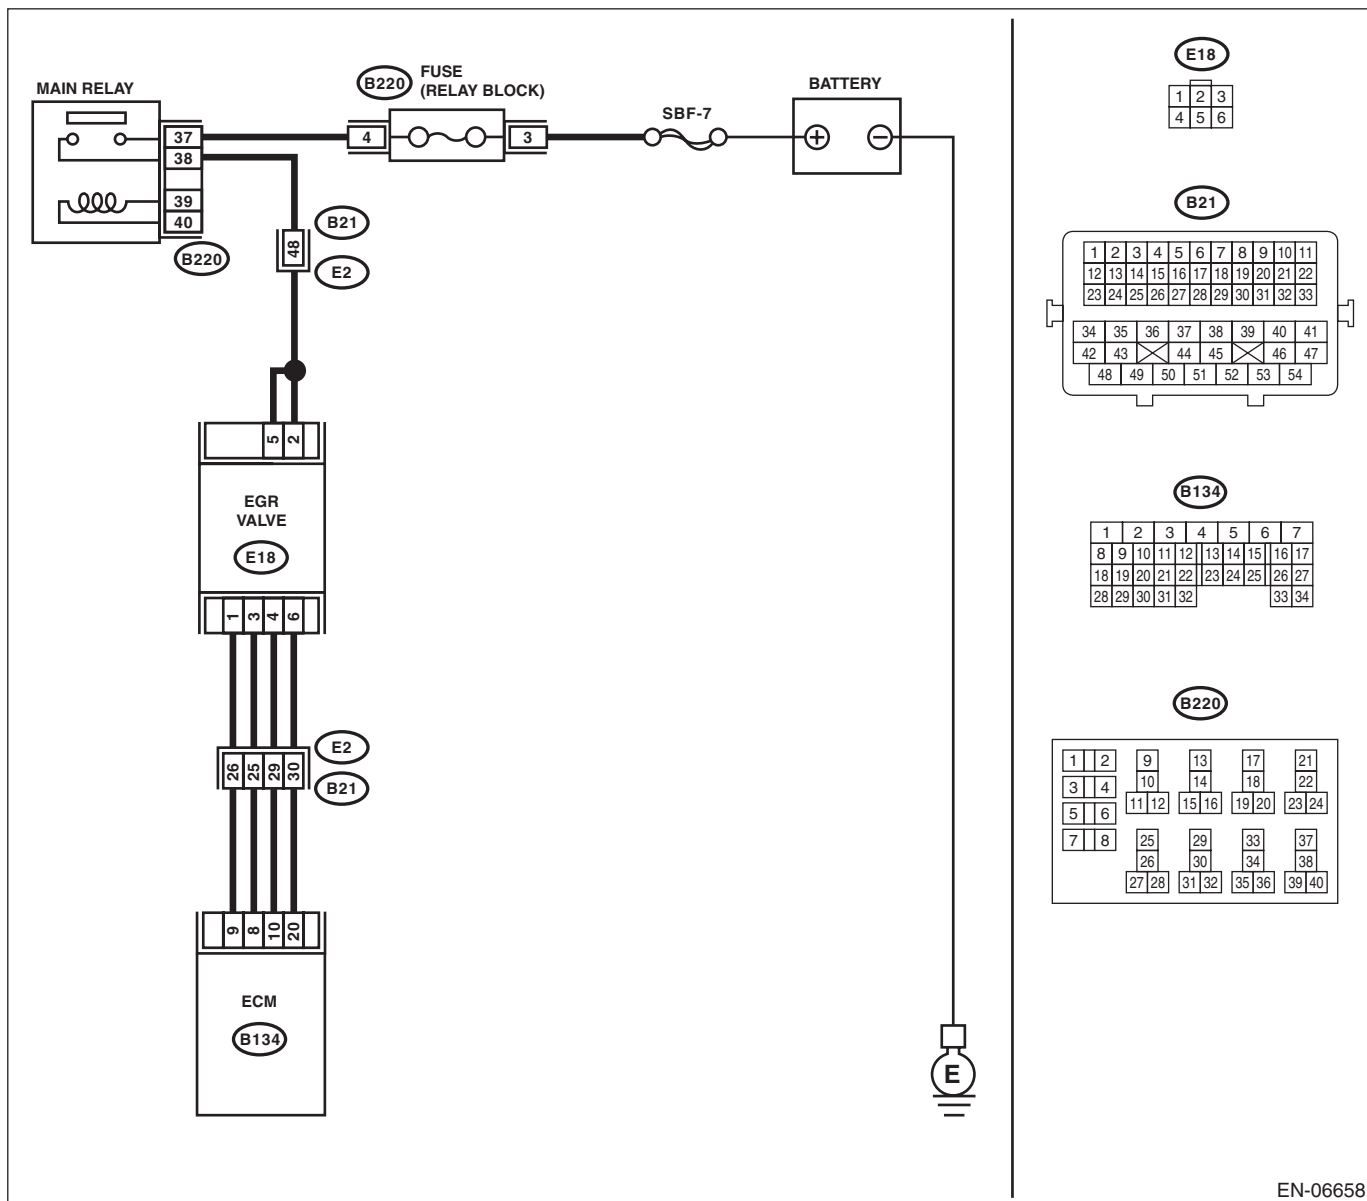 MAIN RELAY
B220
FUSE
(RELAY BLOCK)
SBF-7
BATTERY
37
4
3
38
39
40
B220
B21
48
E2
5 2
EGR
VALVE
E18
1 3 4 6
E2
26 25 29 30
B21
9 8 10 20
ECM
B134
E
E18
1 2 3
4 5 6
B21
1 2 3 4 5 6 7 8 9 10 11
12 13 14 15 16 17 18 19 20 21 22
23 24 25 26 27 28 29 30 31 32 33
34 35 36 37 38 39 40 41
42 43 44 45 46 47
48 49 50 51 52 53 54
B134
1 2 3 4 5 6 7
8 9 10 11 12 13 14 15 16 17
18 19 20 21 22 23 24 25 26 27
28 29 30 31 32 33 34
B220
1 2 9 13 17 21
3 4 10 14 18 22
11 12 15 16 19 20 23 24
5 6
7 8 25 29 33 37
26 30 34 38
27 28 31 32 35 36 39 40
EN-06658